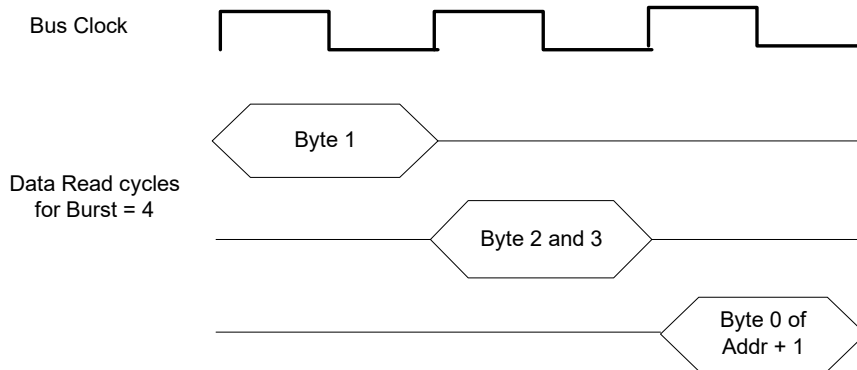 Bus Clock
Byte 1
Data Read cycles
for Burst = 4
Byte 2 and 3
Byte 0 of
Addr + 1